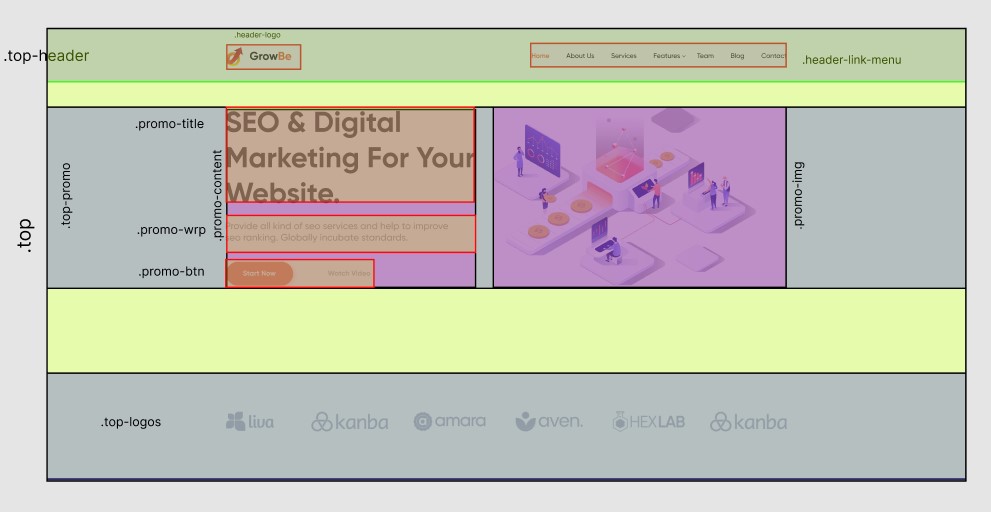 .header-logo
.top-header
GrowBe
Home About Us Services Features Team Blog Contac
.header-link-menu
.promo-title
SEO & Digital
Marketing For Your
Website.
.top
.top-promo
.promo-content
.promo-img
.promo-wrp
Provide all kind of seo services and help to improve
seo ranking. Globally incubate standards.
.promo-btn
Start Now
Watch Video
.top-logos
liva
kanba
a amara
aven.
HEXLAB
kanba